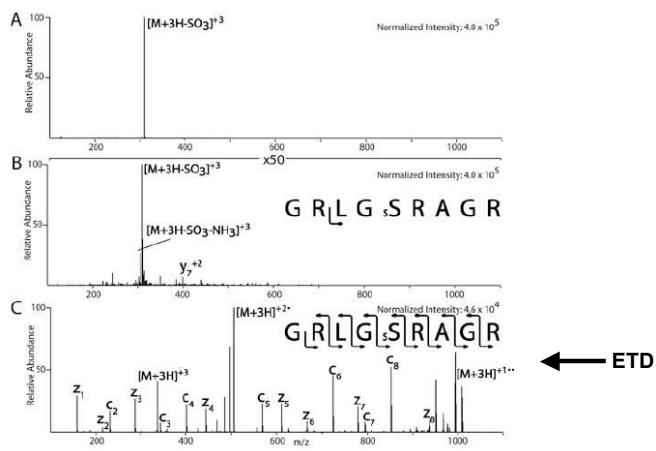 A
[M+3H-SO3]+3
Normalized Intensity: 4.0 x 10^5
Relative Abundance
100
50
200 400 600 800 1000
x50
B
[M+3H-SO3]+3
Normalized Intensity: 4.0 x 10^5
Relative Abundance
100
50
[M+3H-SO3-NH3]+3
y7+2
G R L G sS R A G R
200 400 600 800 1000
C
[M+3H]+2•
Normalized Intensity: 4.6 x 10^4
Relative Abundance
100
50
G R L G sS R A G R
ETD
[M+3H]+3
[M+3H]+1••
z1 z2 c2 z3 c3 c4 z4 c5 z5 z6 c6 z7 c7 c8 z8
200 400 600 800 1000
m/z